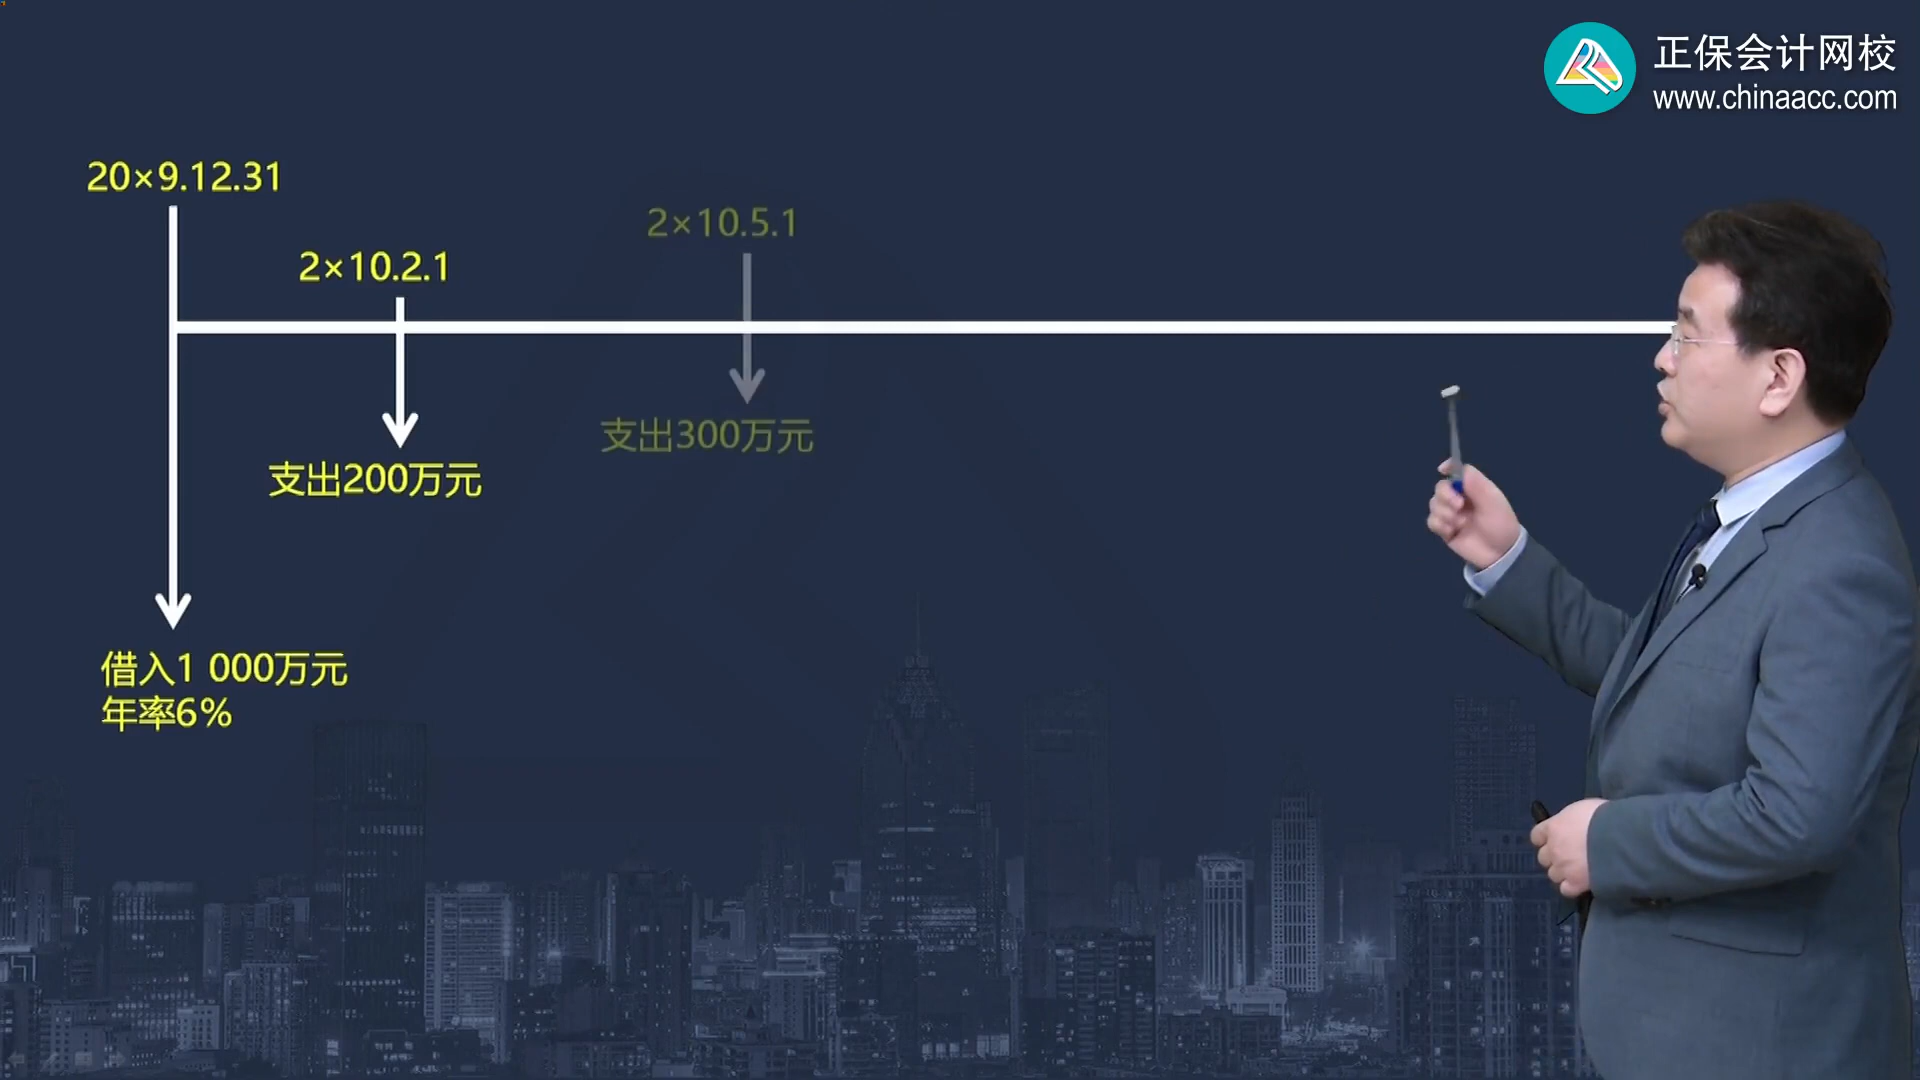 正保会计网校
www.chinaacc.com
20×9.12.31
2×10.2.1
2×10.5.1
支出300万元
支出200万元
借入1 000万元
年率6%